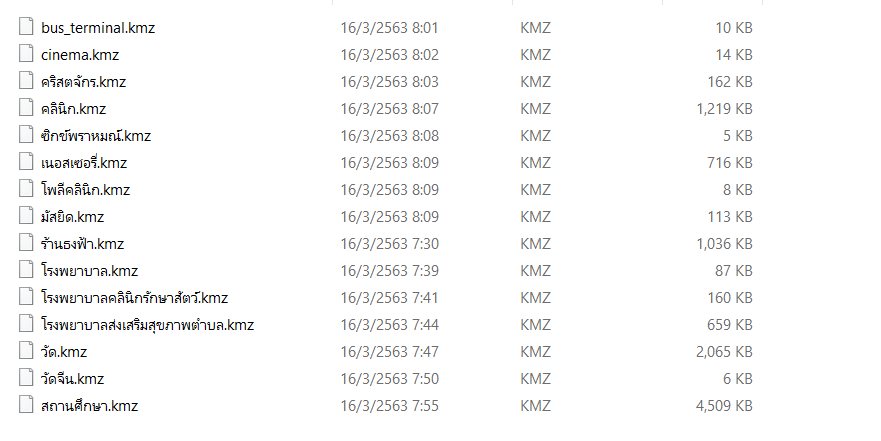 bus_terminal.kmz 16/3/2563 8:01 KMZ 10 KB
cinema.kmz 16/3/2563 8:02 KMZ 14 KB
คริสตจักร.kmz 16/3/2563 8:03 KMZ 162 KB
คลินิก.kmz 16/3/2563 8:07 KMZ 1,219 KB
ซิกข์พราหมณ์.kmz 16/3/2563 8:08 KMZ 5 KB
เนอสเซอรี่.kmz 16/3/2563 8:09 KMZ 716 KB
โพลีคลินิก.kmz 16/3/2563 8:09 KMZ 8 KB
มัสยิด.kmz 16/3/2563 8:09 KMZ 113 KB
ร้านธงฟ้า.kmz 16/3/2563 7:30 KMZ 1,036 KB
โรงพยาบาล.kmz 16/3/2563 7:39 KMZ 87 KB
โรงพยาบาลคลินิกรักษาสัตว์.kmz 16/3/2563 7:41 KMZ 160 KB
โรงพยาบาลส่งเสริมสุขภาพตำบล.kmz 16/3/2563 7:44 KMZ 659 KB
วัด.kmz 16/3/2563 7:47 KMZ 2,065 KB
วัดจีน.kmz 16/3/2563 7:50 KMZ 6 KB
สถานศึกษา.kmz 16/3/2563 7:55 KMZ 4,509 KB